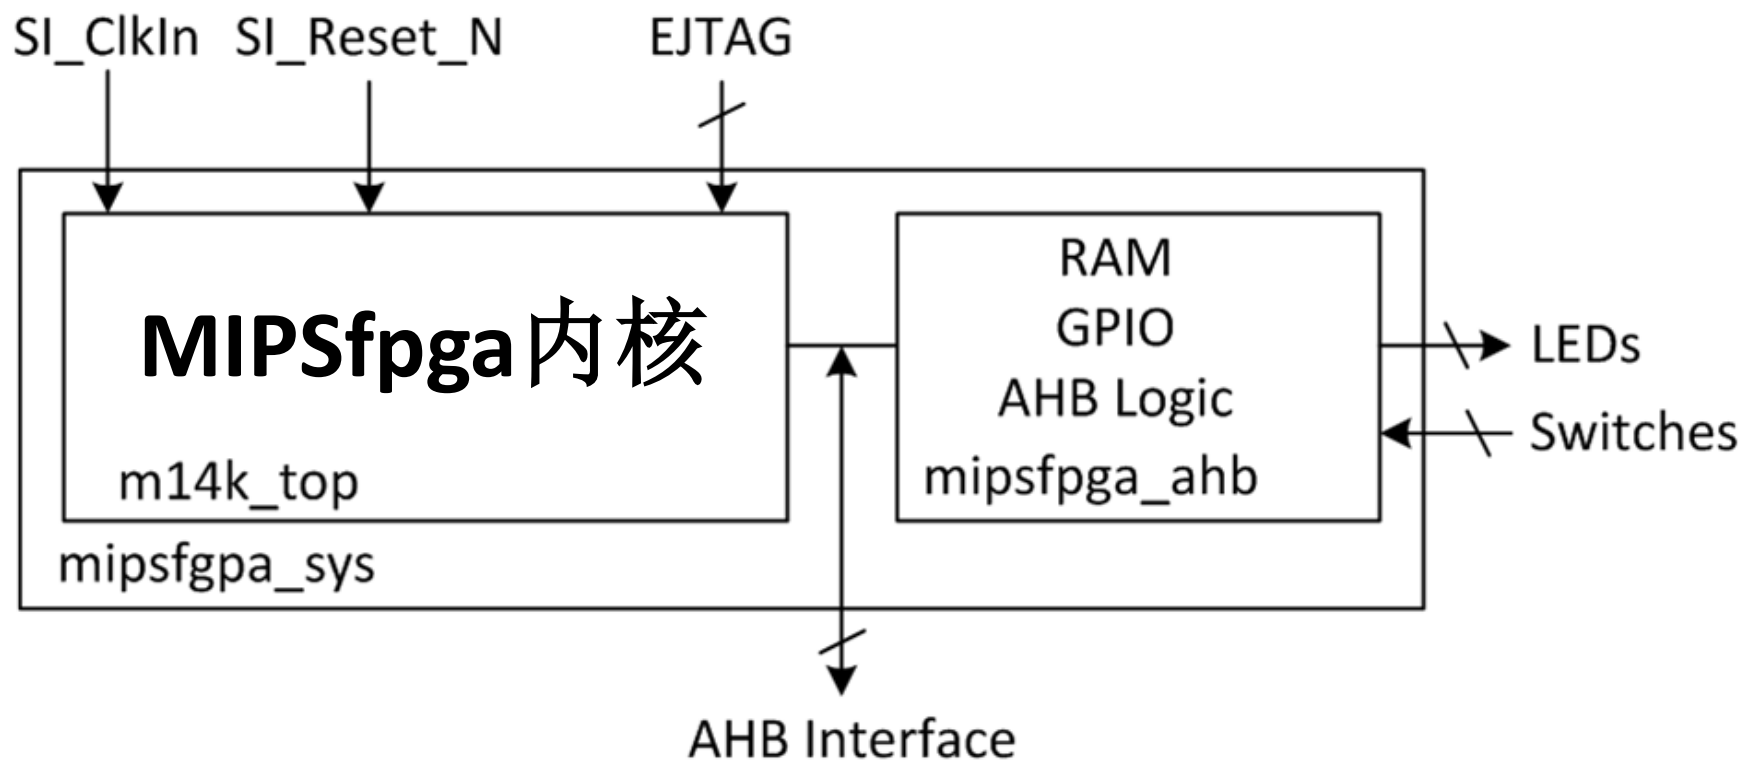 SI_ClkIn SI_Reset_N EJTAG
MIPSfpga内核
m14k_top
mipsfgpa_sys
RAM
GPIO
AHB Logic
mipsfpga_ahb
LEDs
Switches
AHB Interface